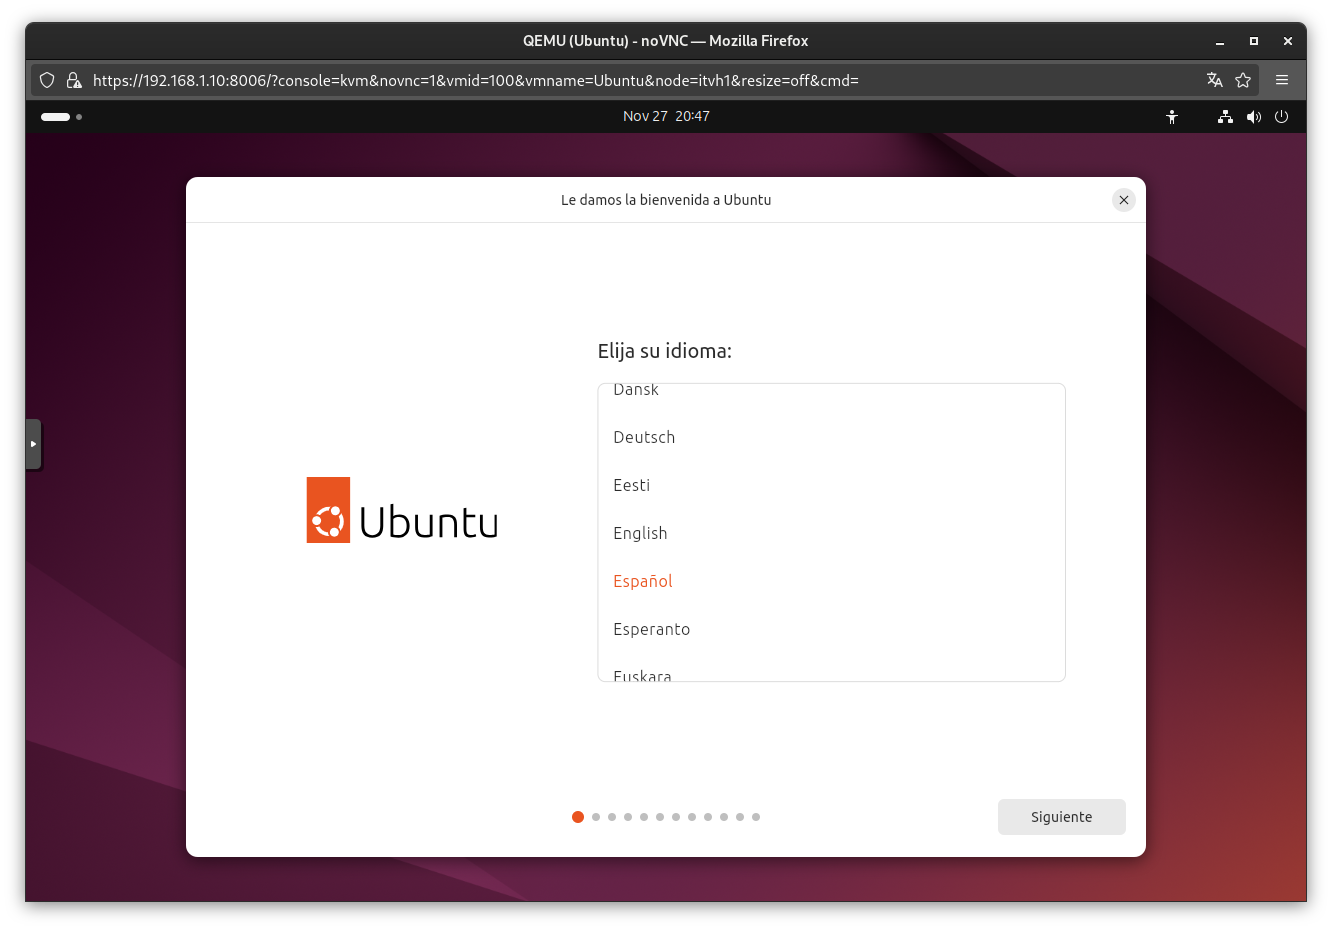 QEMU (Ubuntu) - noVNC — Mozilla Firefox
https://192.168.1.10:8006/?console=kvm&novnc=1&vmid=100&vmname=Ubuntu&node=itvh1&resize=off&cmd=
Nov 27 20:47
Le damos la bienvenida a Ubuntu
Elija su idioma:
Dansk
Deutsch
Eesti
English
Español
Esperanto
Euskara
Ubuntu
Siguiente